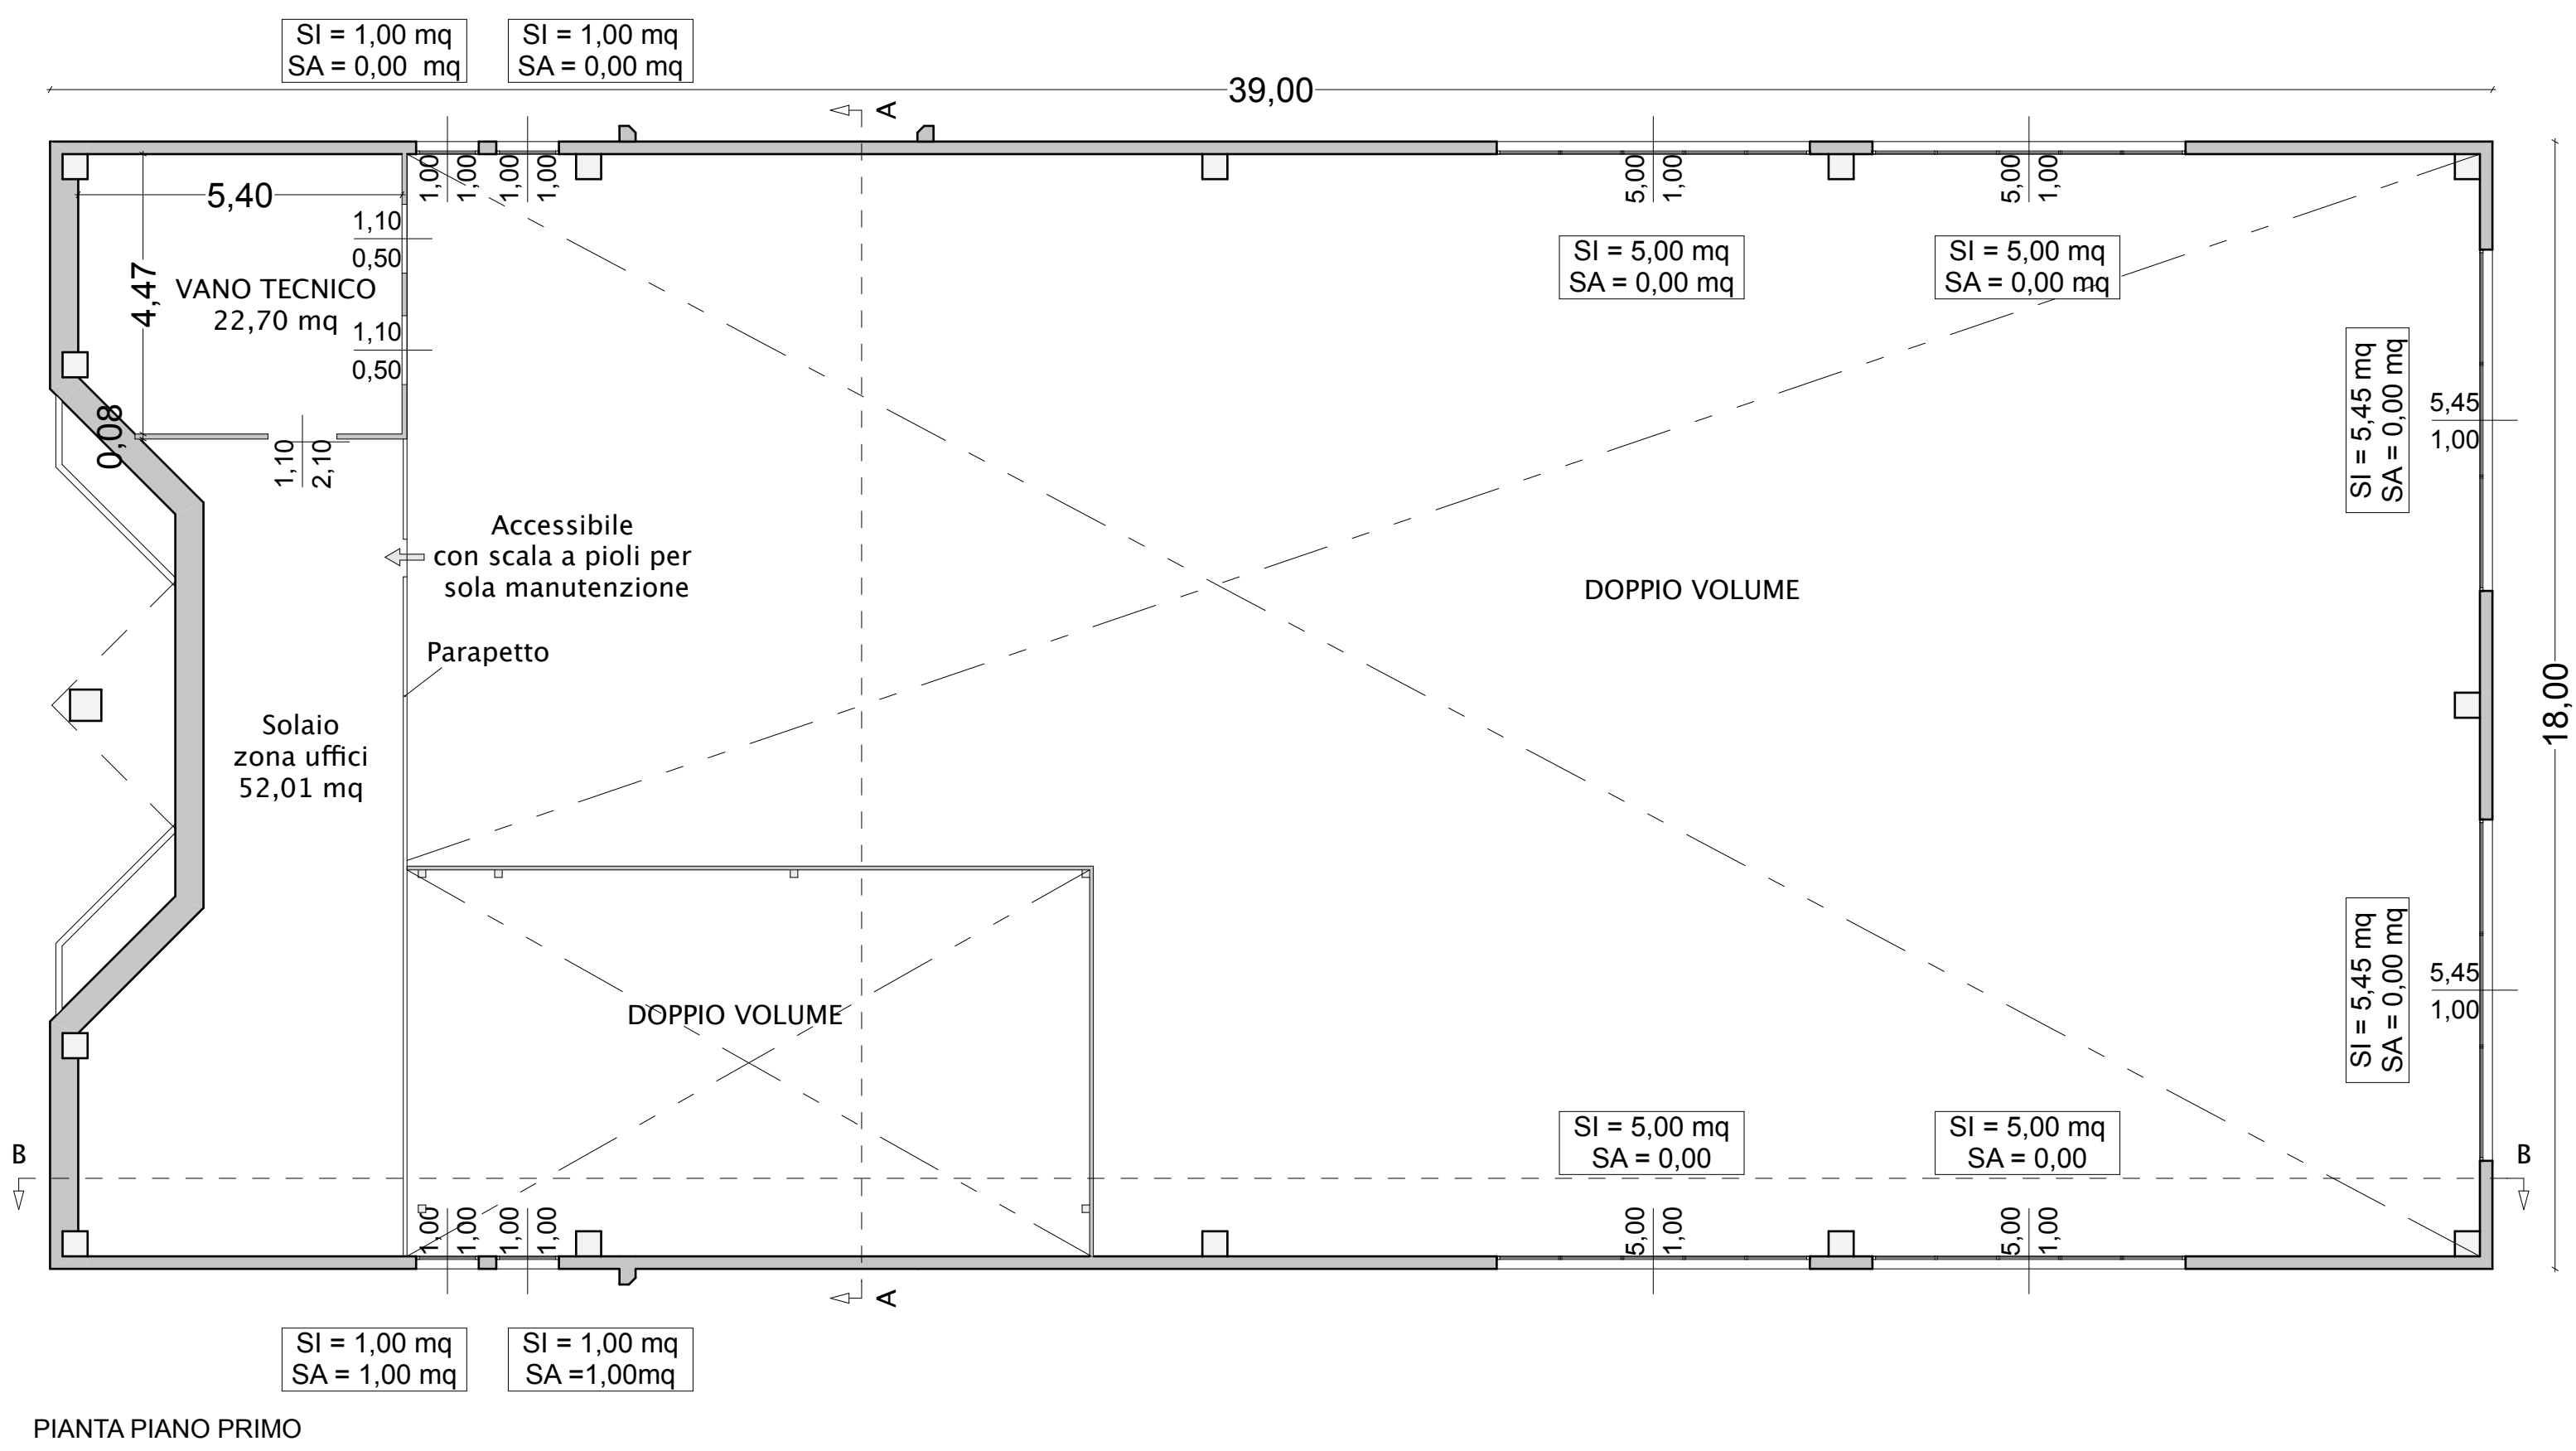 SI = 1,00 mq
SA = 0,00 mq
SI = 1,00 mq
SA = 0,00 mq
39,00
A
1,00
1,00
1,00
1,00
5,00
1,00
5,00
1,00
5,40
4,47
1,10
0,50
VANO TECNICO
22,70 mq
1,10
0,50
SI = 5,00 mq
SA = 0,00 mq
SI = 5,00 mq
SA = 0,00 mq
SI = 5,45 mq
SA = 0,00 mq
5,45
1,00
0,08
1,10
2,10
Accessibile
con scala a pioli per
sola manutenzione
DOPPIO VOLUME
Parapetto
18,00
Solaio
zona uffici
52,01 mq
SI = 5,45 mq
SA = 0,00 mq
5,45
1,00
DOPPIO VOLUME
SI = 5,00 mq
SA = 0,00
SI = 5,00 mq
SA = 0,00
B
B
1,00
1,00
1,00
1,00
5,00
1,00
5,00
1,00
A
SI = 1,00 mq
SA = 1,00 mq
SI = 1,00 mq
SA =1,00mq
PIANTA PIANO PRIMO